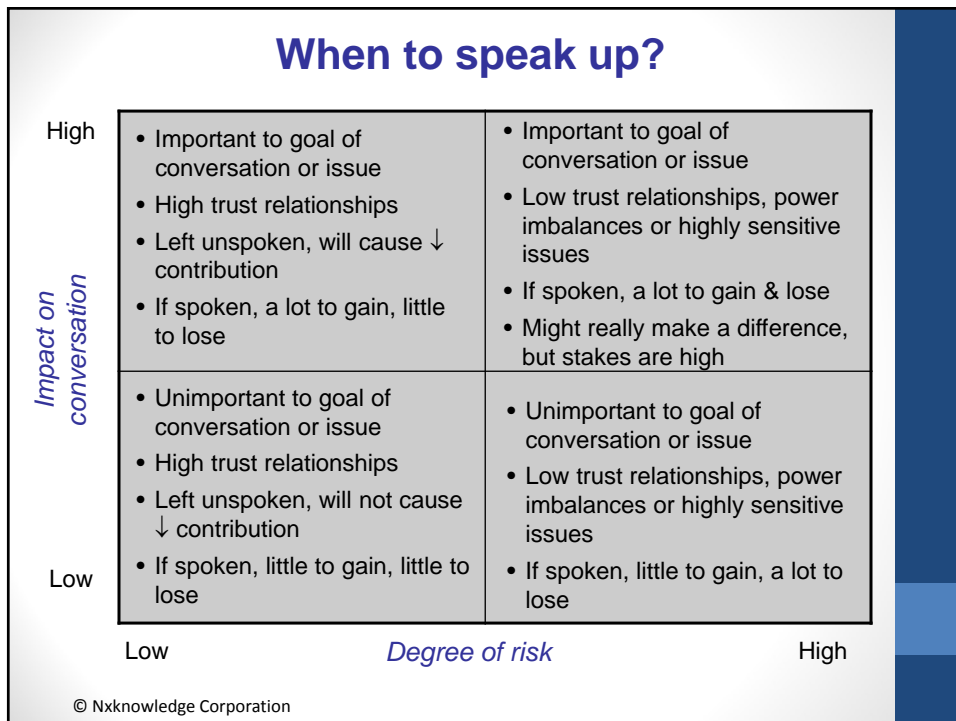 When to speak up?
High
• Important to goal of
conversation or issue
• High trust relationships
• Left unspoken, will cause ↓
contribution
• If spoken, a lot to gain, little
to lose
• Important to goal of
conversation or issue
• Low trust relationships, power
imbalances or highly sensitive
issues
• If spoken, a lot to gain & lose
• Might really make a difference,
but stakes are high
Impact on
conversation
• Unimportant to goal of
conversation or issue
• High trust relationships
• Left unspoken, will not cause
↓ contribution
• If spoken, little to gain, little to
lose
• Unimportant to goal of
conversation or issue
• Low trust relationships, power
imbalances or highly sensitive
issues
• If spoken, little to gain, a lot to
lose
Low
Low
Degree of risk
High
© Nxknowledge Corporation